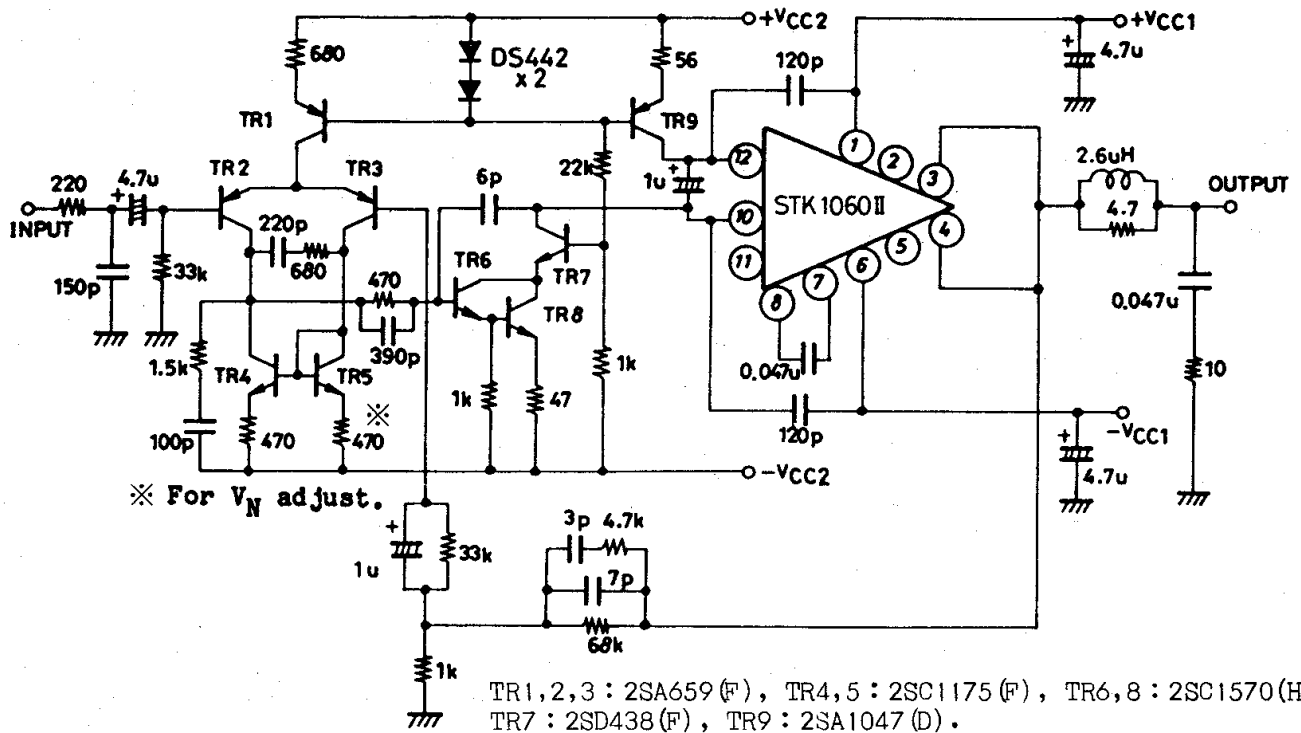 +VCC2
+VCC1
680
DS442
x 2
56
120p
+
4.7u
TR1
TR9
1
2
3
12
TR2
TR3
22k
2.6uH
+
4.7u
220
6p
+
1u
OUTPUT
INPUT
10
STK1060II
4.7
220p
4
680
TR7
11
5
150p
33k
TR6
6
470
7
TR8
8
0.047u
1.5k
390p
TR4
TR5
1k
0.047u
10
※
1k
47
100p
470
470
120p
-VCC1
+
4.7u
-VCC2
※ For VN adjust.
+
1u
33k
3p
4.7k
7p
68k
1k
TR1,2,3 : 2SA659(F), TR4,5 : 2SC1175(F), TR6,8 : 2SC1570(H
TR7 : 2SD438(F), TR9 : 2SA1047(D).